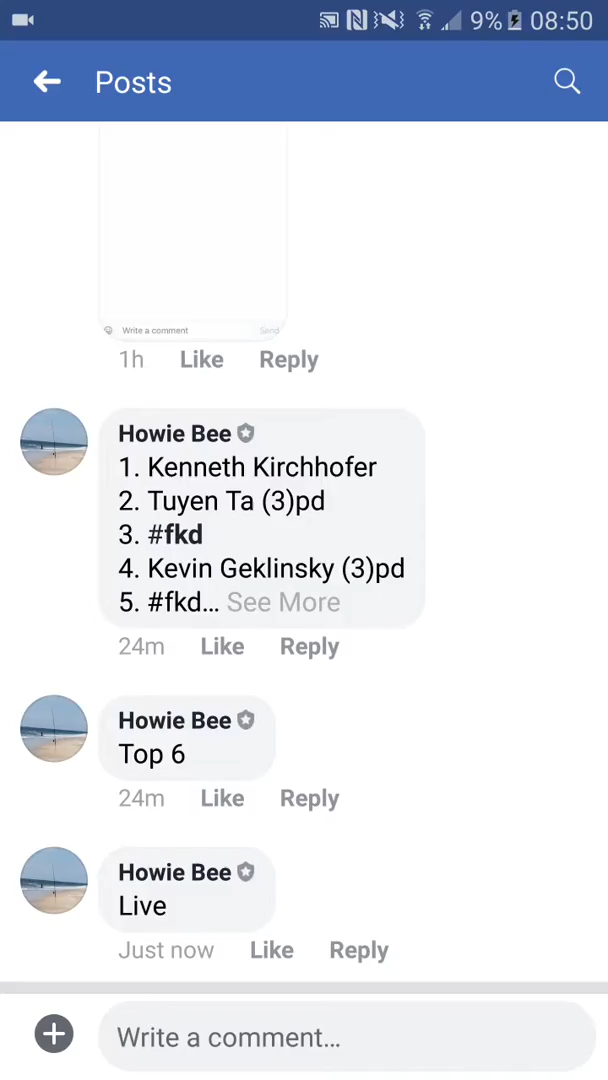 9% 08:50
Posts
Write a comment Send
1h Like Reply
Howie Bee
1. Kenneth Kirchhofer
2. Tuyen Ta (3)pd
3. #fkd
4. Kevin Geklinsky (3)pd
5. #fkd... See More
24m Like Reply
Howie Bee
Top 6
24m Like Reply
Howie Bee
Live
Just now Like Reply
Write a comment...